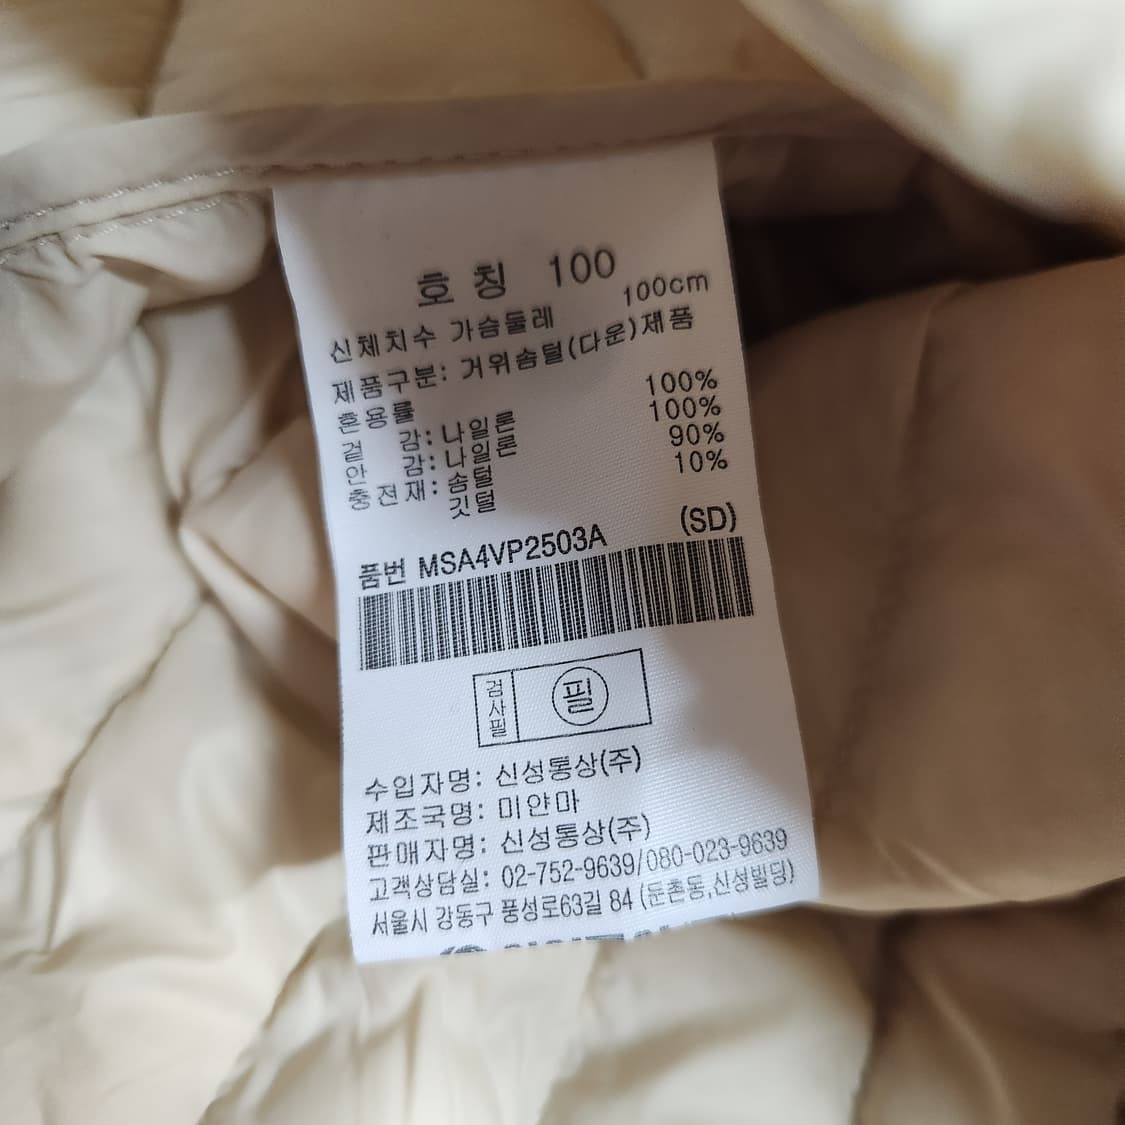 호 칭 100
신체치수 가슴둘레 100cm
제품구분: 거위솜털(다운)제품
혼용률
겉 감: 나일론 100%
안 감: 나일론 100%
충전재: 솜털 90%
깃털 10%
품번 MSA4VP2503A (SD)
검사필 필
수입자명: 신성통상(주)
제조국명: 미얀마
판매자명: 신성통상(주)
고객상담실: 02-752-9639/080-023-9639
서울시 강동구 풍성로63길 84 (둔촌동,신성빌딩)